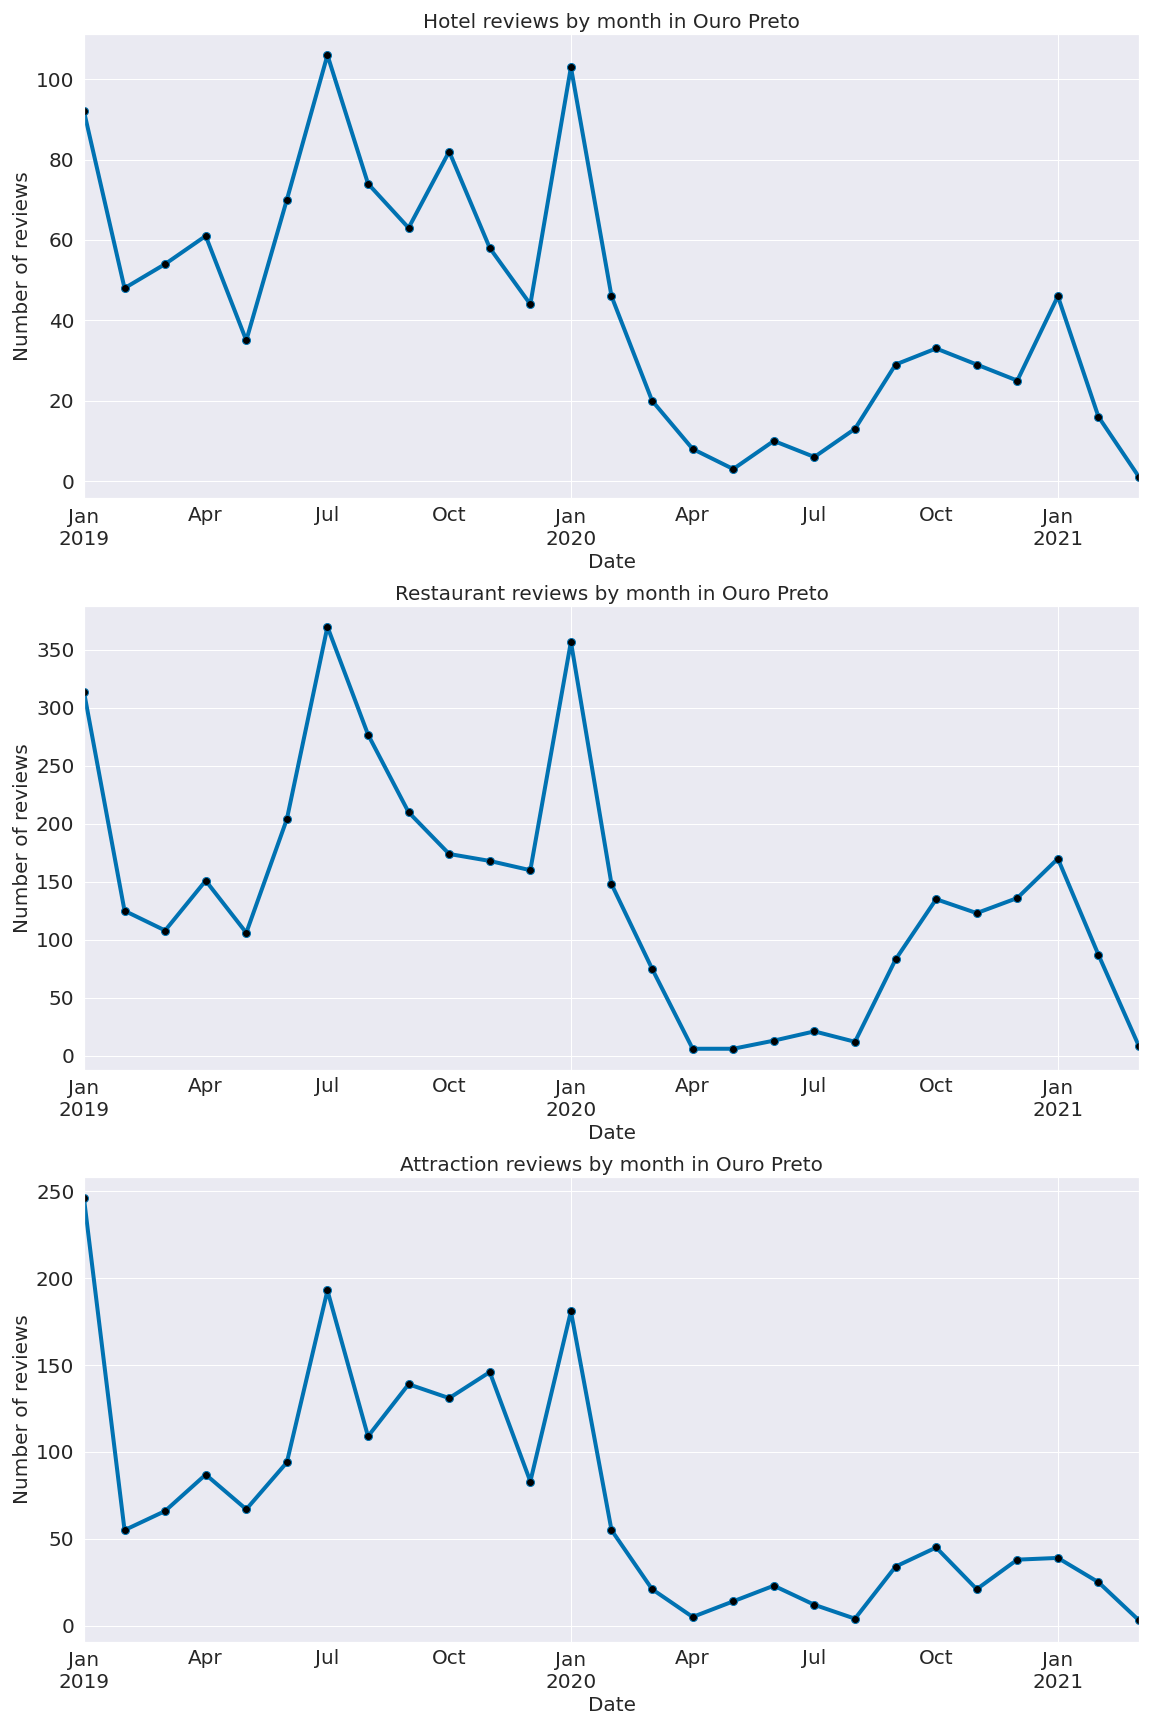 Hotel reviews by month in Ouro Preto
100
80
60
40
20
0
Number of reviews
Jan Apr Jul Oct Jan Apr Jul Oct Jan
2019 2020 2021
Date
Restaurant reviews by month in Ouro Preto
350
300
250
200
150
100
50
0
Number of reviews
Jan Apr Jul Oct Jan Apr Jul Oct Jan
2019 2020 2021
Date
Attraction reviews by month in Ouro Preto
250
200
150
100
50
0
Number of reviews
Jan Apr Jul Oct Jan Apr Jul Oct Jan
2019 2020 2021
Date